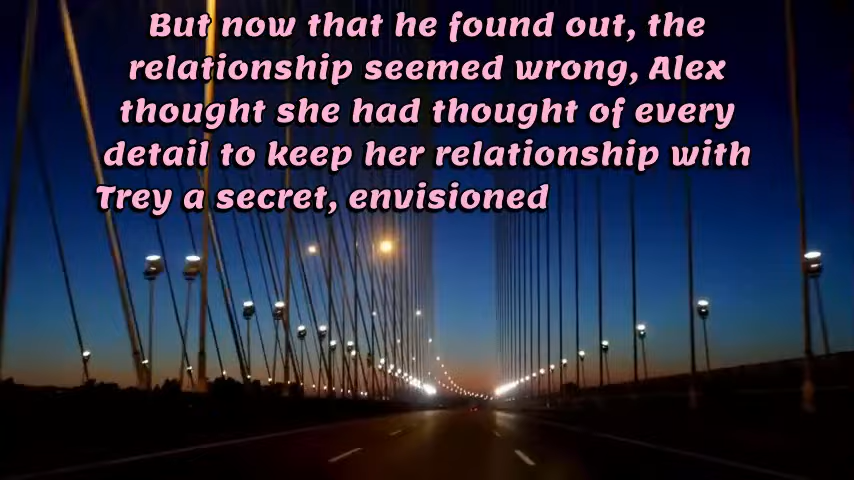 But now that he found out, the
relationship seemed wrong, Alex
thought she had thought of every
detail to keep her relationship with
Trey a secret, envisioned